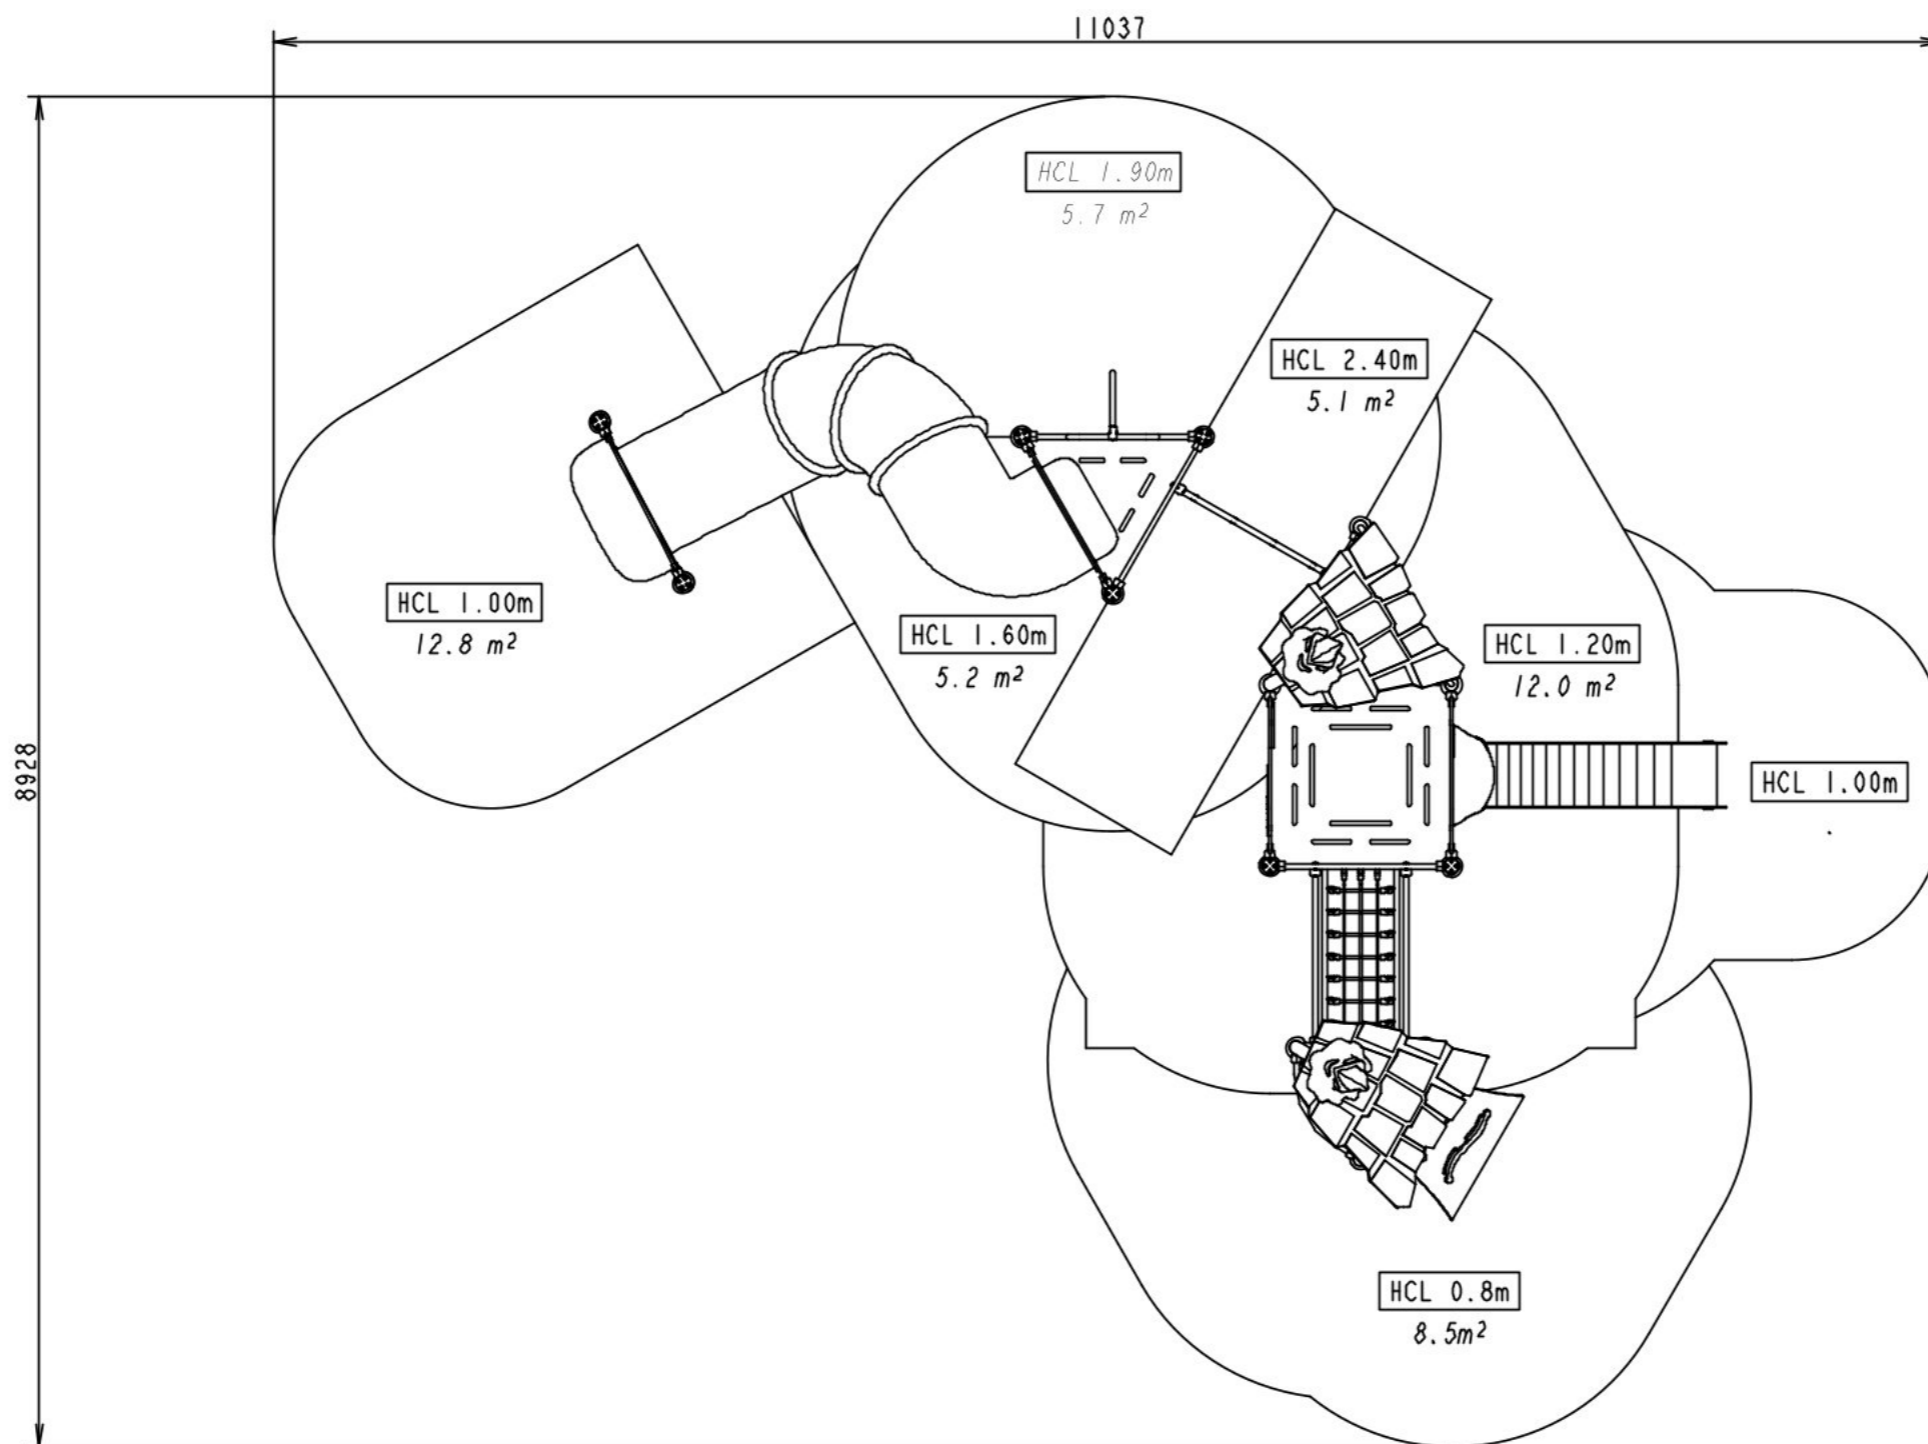 11037
HCL 1.90m
5.7 m²
HCL 2.40m
5.1 m²
HCL 1.00m
12.8 m²
HCL 1.60m
5.2 m²
HCL 1.20m
12.0 m²
8928
HCL 1.00m
HCL 0.8m
8.5m²